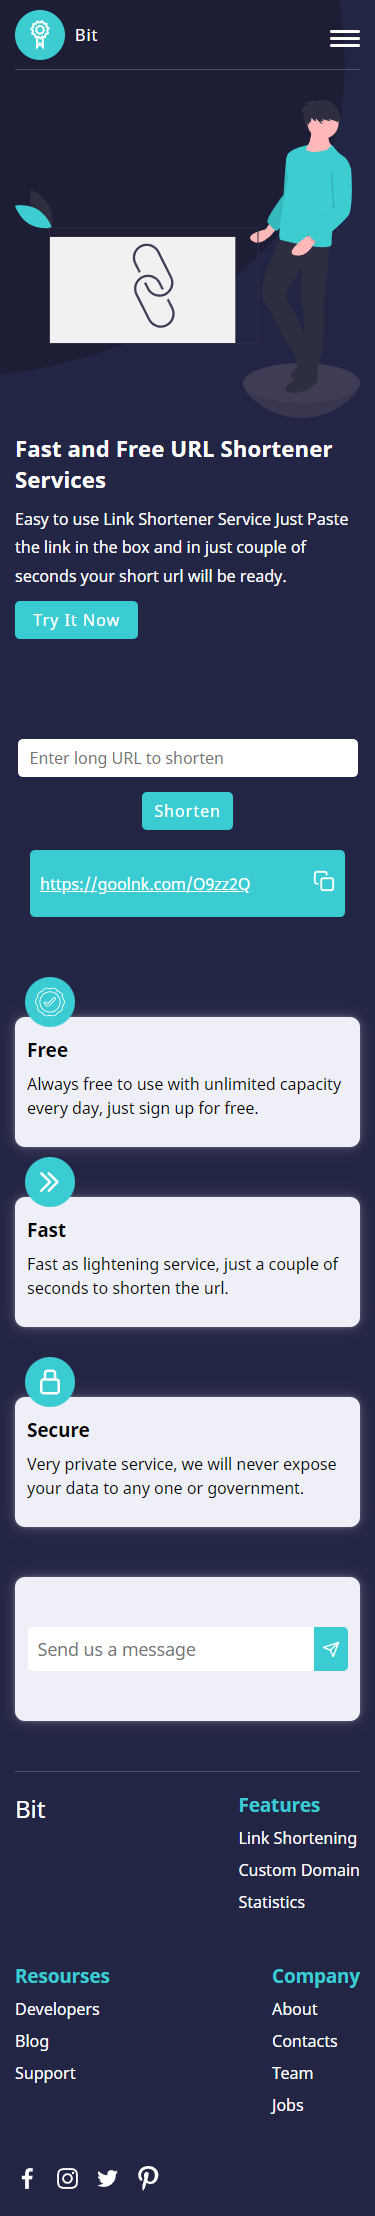 Bit
Fast and Free URL Shortener
Services
Easy to use Link Shortener Service Just Paste
the link in the box and in just couple of
seconds your short url will be ready.
Try It Now
Enter long URL to shorten
Shorten
https://goolnk.com/O9zz2Q
Free
Always free to use with unlimited capacity
every day, just sign up for free.
Fast
Fast as lightening service, just a couple of
seconds to shorten the url.
Secure
Very private service, we will never expose
your data to any one or government.
Send us a message
Bit
Features
Link Shortening
Custom Domain
Statistics
Resourses
Developers
Blog
Support
Company
About
Contacts
Team
Jobs